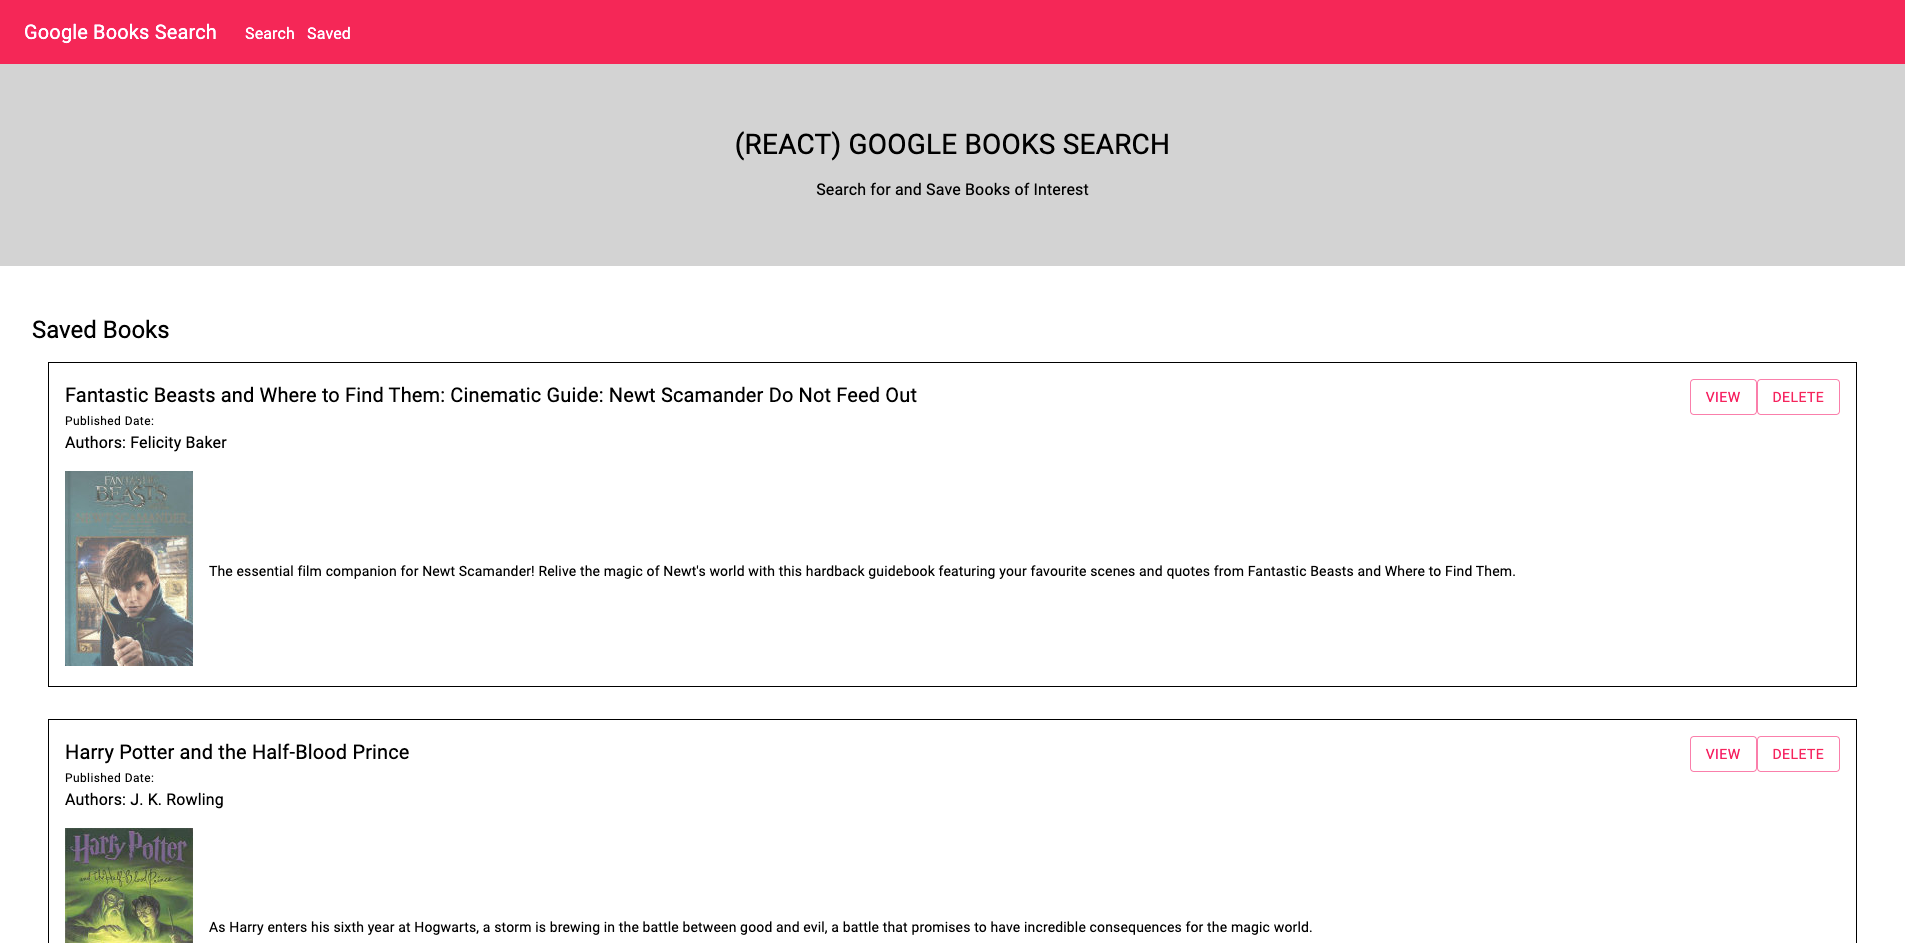 Google Books Search Search Saved
(REACT) GOOGLE BOOKS SEARCH
Search for and Save Books of Interest
Saved Books
Fantastic Beasts and Where to Find Them: Cinematic Guide: Newt Scamander Do Not Feed Out
VIEW DELETE
Published Date:
Authors: Felicity Baker
FANTASTIC
BEASTS
The essential film companion for Newt Scamander! Relive the magic of Newt's world with this hardback guidebook featuring your favourite scenes and quotes from Fantastic Beasts and Where to Find Them.
Harry Potter and the Half-Blood Prince
VIEW DELETE
Published Date:
Authors: J. K. Rowling
Harry Potter
and the Half-Blood Prince
As Harry enters his sixth year at Hogwarts, a storm is brewing in the battle between good and evil, a battle that promises to have incredible consequences for the magic world.